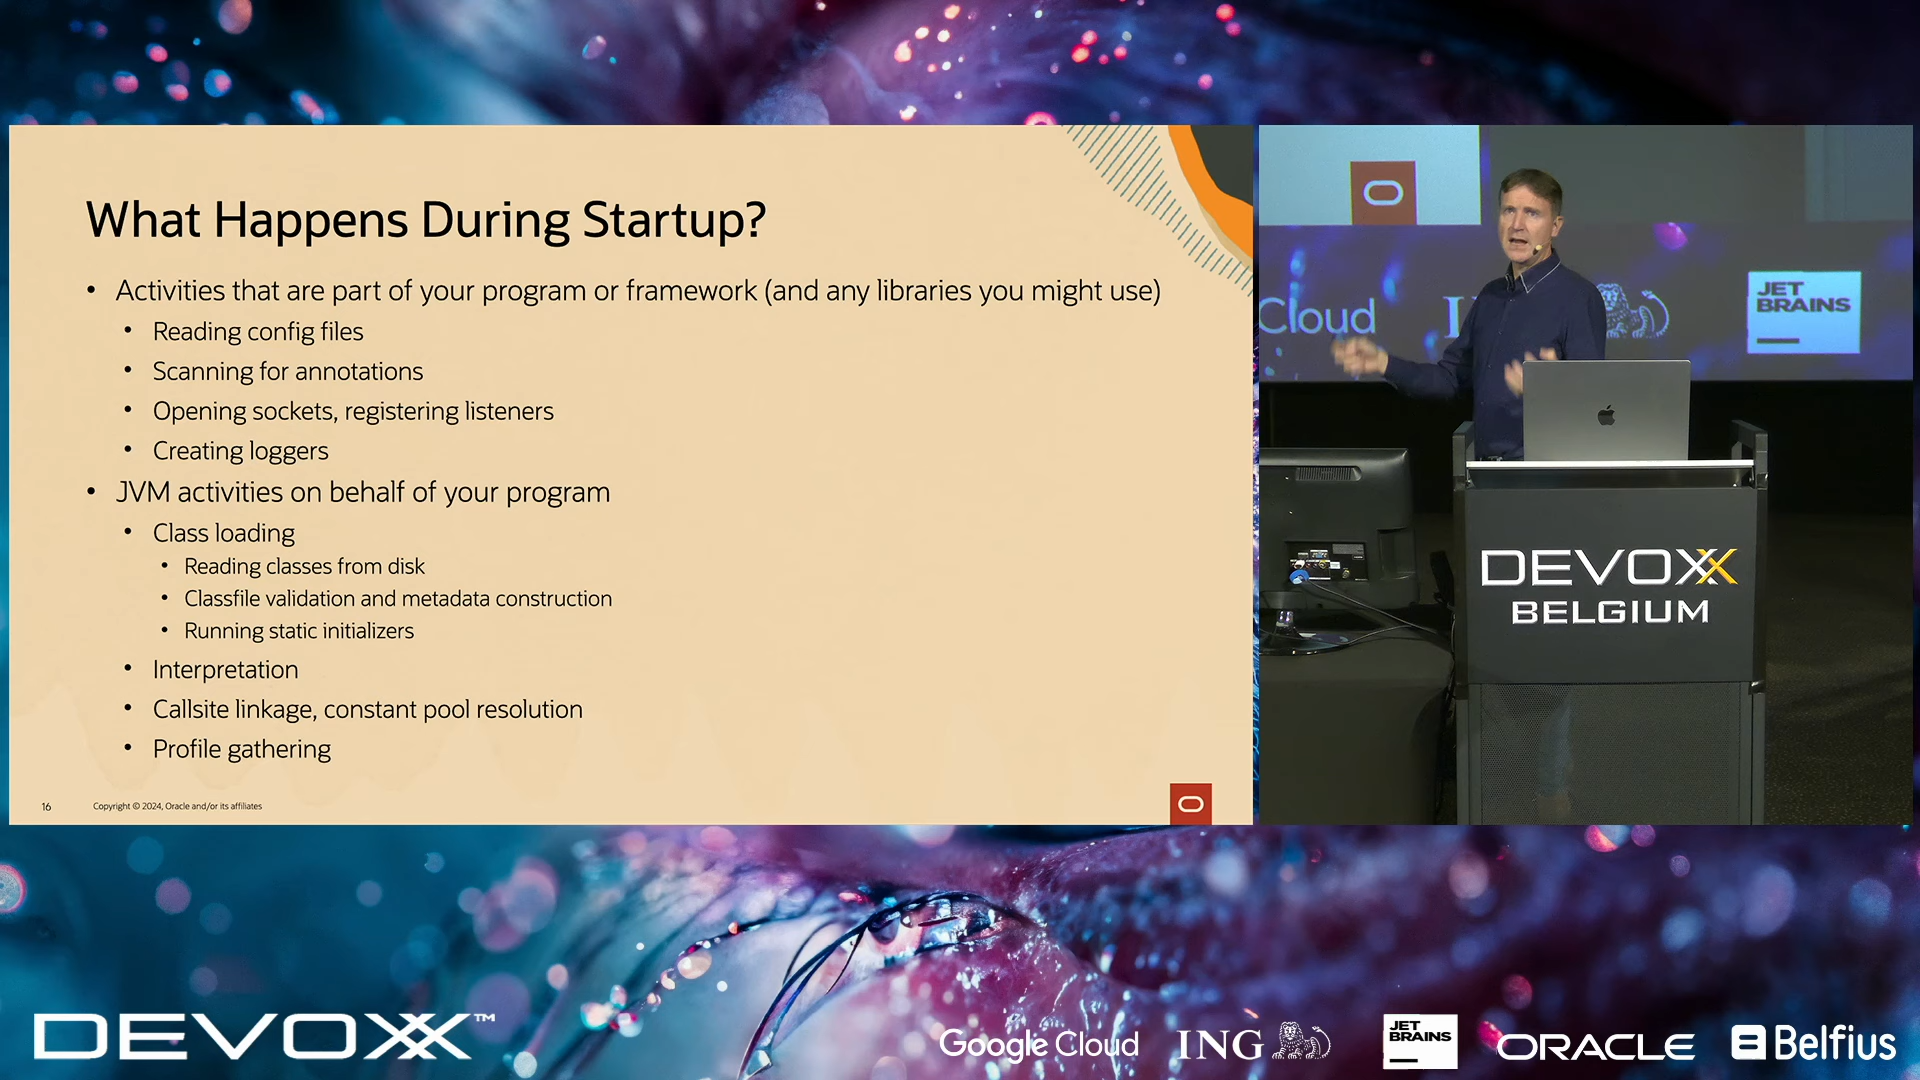 What Happens During Startup?
• Activities that are part of your program or framework (and any libraries you might use)
• Reading config files
• Scanning for annotations
• Opening sockets, registering listeners
• Creating loggers
• JVM activities on behalf of your program
• Class loading
• Reading classes from disk
• Classfile validation and metadata construction
• Running static initializers
• Interpretation
• Callsite linkage, constant pool resolution
• Profile gathering
16
Copyright © 2024, Oracle and/or its affiliates
Cloud
JET
BRAINS
DEVOXX
BELGIUM
DEVOXX™
Google Cloud
ING
JET
BRAINS
ORACLE
Belfius